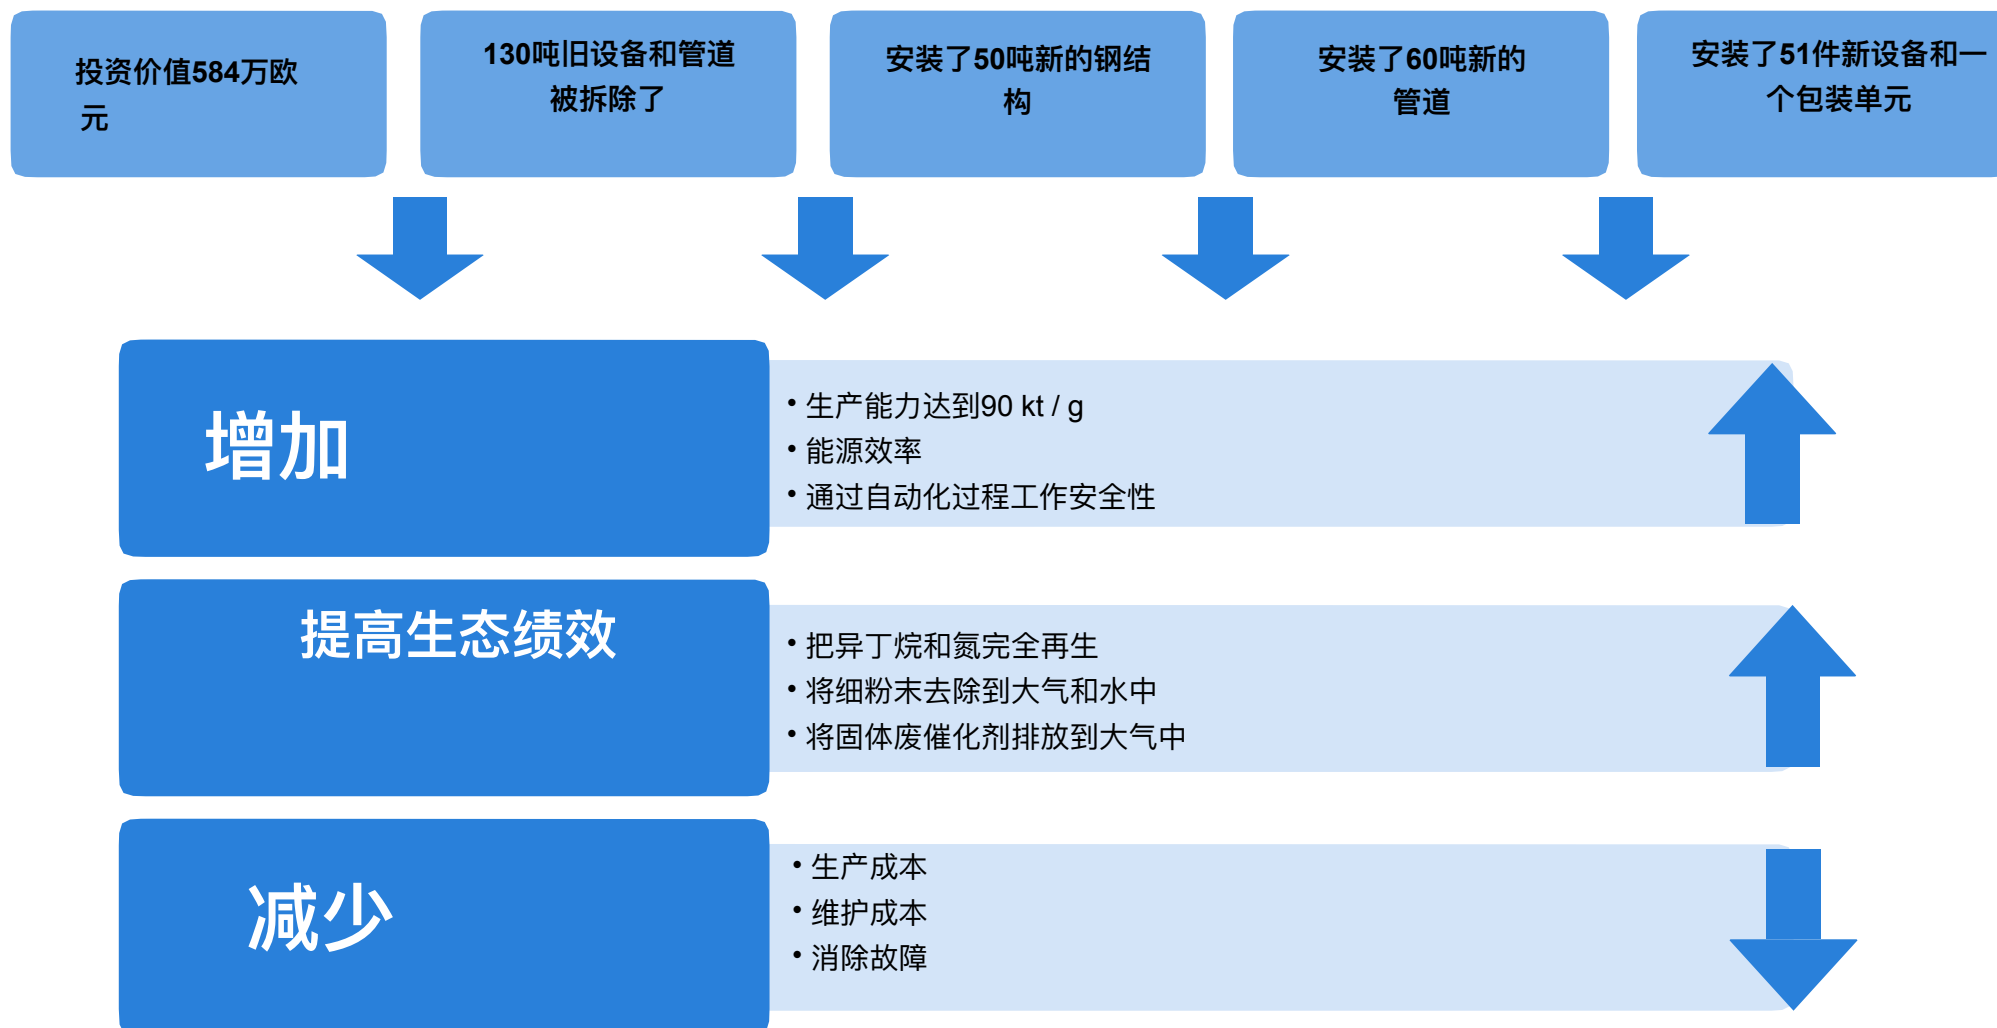 投资价值584万欧
元
130吨旧设备和管道
被拆除了
安装了50吨新的钢结
构
安装了60吨新的
管道
安装了51件新设备和一
个包装单元
增加
• 生产能力达到90 kt / g
• 能源效率
• 通过自动化过程工作安全性
提高生态绩效
• 把异丁烷和氮完全再生
• 将细粉末去除到大气和水中
• 将固体废催化剂排放到大气中
减少
• 生产成本
• 维护成本
• 消除故障